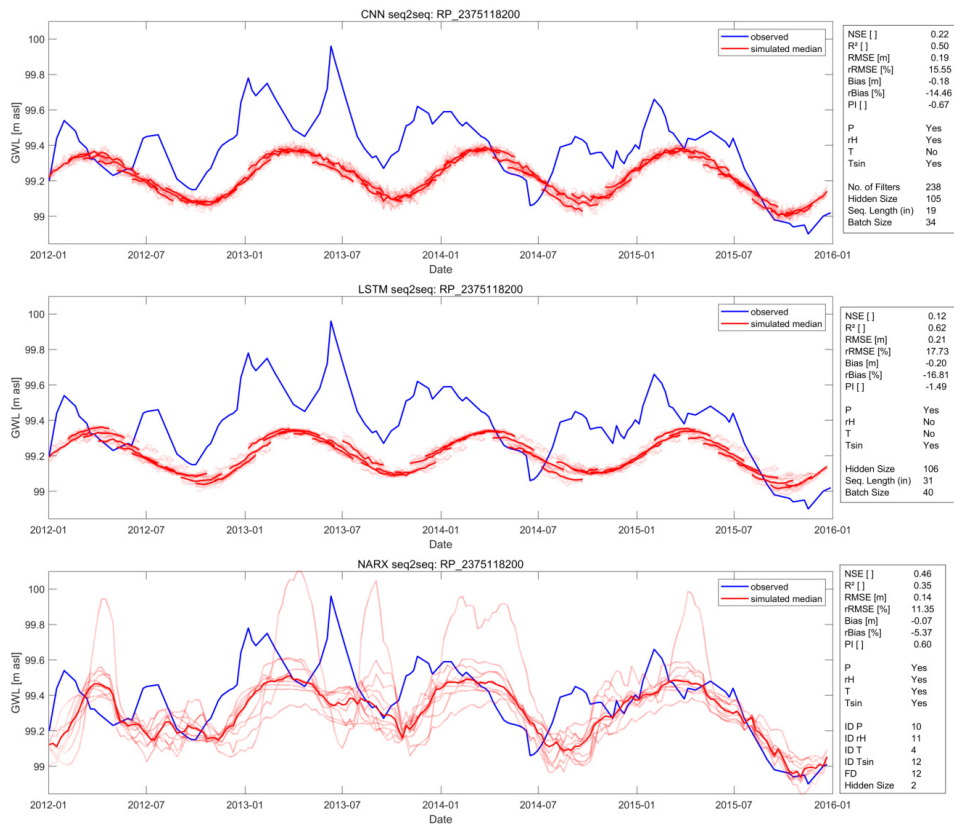 CNN seq2seq: RP_2375118200
GWL [m asl]
100
99.8
99.6
99.4
99.2
99
observed
simulated median
2012-01 2012-07 2013-01 2013-07 2014-01 2014-07 2015-01 2015-07 2016-01
Date
NSE [ ] 0.22
R² [ ] 0.50
RMSE [m] 0.19
rRMSE [%] 15.55
Bias [m] -0.18
rBias [%] -14.46
PI [ ] -0.67
P Yes
rH Yes
T No
Tsin Yes
No. of Filters 238
Hidden Size 105
Seq. Length (in) 19
Batch Size 34
LSTM seq2seq: RP_2375118200
GWL [m asl]
100
99.8
99.6
99.4
99.2
99
observed
simulated median
2012-01 2012-07 2013-01 2013-07 2014-01 2014-07 2015-01 2015-07 2016-01
Date
NSE [ ] 0.12
R² [ ] 0.62
RMSE [m] 0.21
rRMSE [%] 17.73
Bias [m] -0.20
rBias [%] -16.81
PI [ ] -1.49
P Yes
rH No
T No
Tsin Yes
Hidden Size 106
Seq. Length (in) 31
Batch Size 40
NARX seq2seq: RP_2375118200
GWL [m asl]
100
99.8
99.6
99.4
99.2
99
observed
simulated median
2012-01 2012-07 2013-01 2013-07 2014-01 2014-07 2015-01 2015-07 2016-01
Date
NSE [ ] 0.46
R² [ ] 0.35
RMSE [m] 0.14
rRMSE [%] 11.35
Bias [m] -0.07
rBias [%] -5.37
PI [ ] 0.60
P Yes
rH Yes
T Yes
Tsin Yes
ID P 10
ID rH 11
ID T 4
ID Tsin 12
FD 12
Hidden Size 2